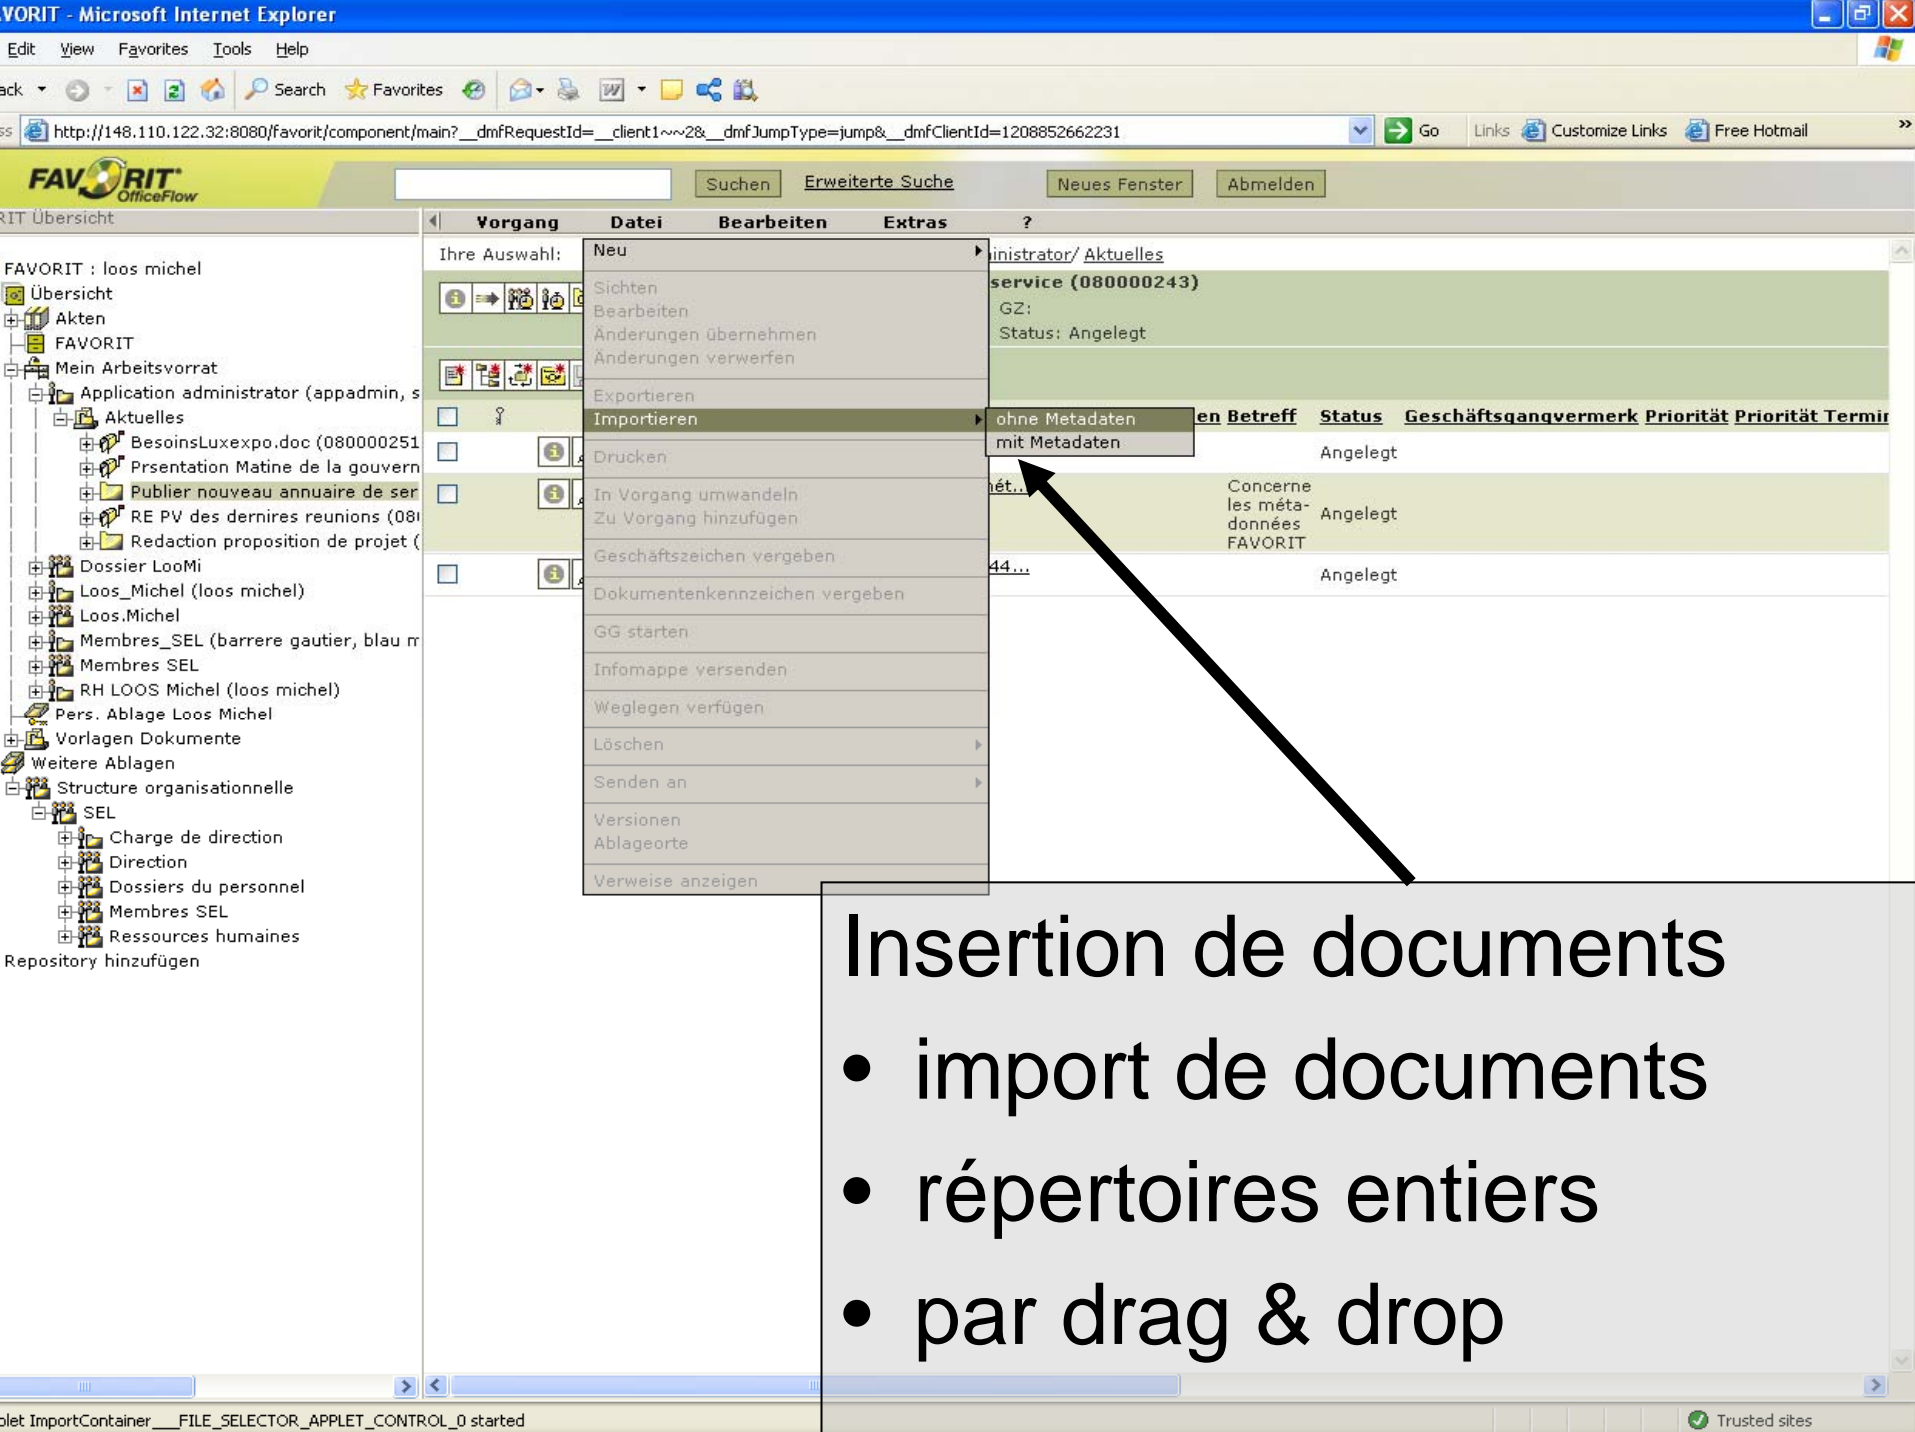 VORIT - Microsoft Internet Explorer
Edit View Favorites Tools Help
ack Search Favorites
ss http://148.110.122.32:8080/favorit/component/main?__dmfRequestId=__client1~~2&__dmfJumpType=jump&__dmfClientId=1208852662231 Go Links Customize Links Free Hotmail »
FAVORIT OfficeFlow
Suchen Erweiterte Suche Neues Fenster Abmelden
RIT Übersicht
Vorgang Datei Bearbeiten Extras ?
FAVORIT : loos michel
Übersicht
Akten
FAVORIT
Mein Arbeitsvorrat
Application administrator (appadmin, s
Aktuelles
BesoinsLuxexpo.doc (080000251
Prsentation Matine de la gouvern
Publier nouveau annuaire de ser
RE PV des dernires reunions (080
Redaction proposition de projet (
Dossier LooMi
Loos_Michel (loos michel)
Loos.Michel
Membres_SEL (barrere gautier, blau m
Membres SEL
RH LOOS Michel (loos michel)
Pers. Ablage Loos Michel
Vorlagen Dokumente
Weitere Ablagen
Structure organisationnelle
SEL
Charge de direction
Direction
Dossiers du personnel
Membres SEL
Ressources humaines
Repository hinzufügen
Ihre Auswahl:
inistrator/ Aktuelles
service (080000243)
GZ:
Status: Angelegt
en Betreff Status Geschäftsgangvermerk Priorität Priorität Termin
Angelegt
ét...
Concerne
les méta-
données
FAVORIT
Angelegt
44...
Angelegt
Neu
Sichten
Bearbeiten
Änderungen übernehmen
Änderungen verwerfen
Exportieren
Importieren
ohne Metadaten
mit Metadaten
Drucken
In Vorgang umwandeln
Zu Vorgang hinzufügen
Geschäftszeichen vergeben
Dokumentenkennzeichen vergeben
GG starten
Infomappe versenden
Weglegen verfügen
Löschen
Senden an
Versionen
Ablageorte
Verweise anzeigen
Insertion de documents
• import de documents
• répertoires entiers
• par drag & drop
plet ImportContainer___FILE_SELECTOR_APPLET_CONTROL_0 started
Trusted sites